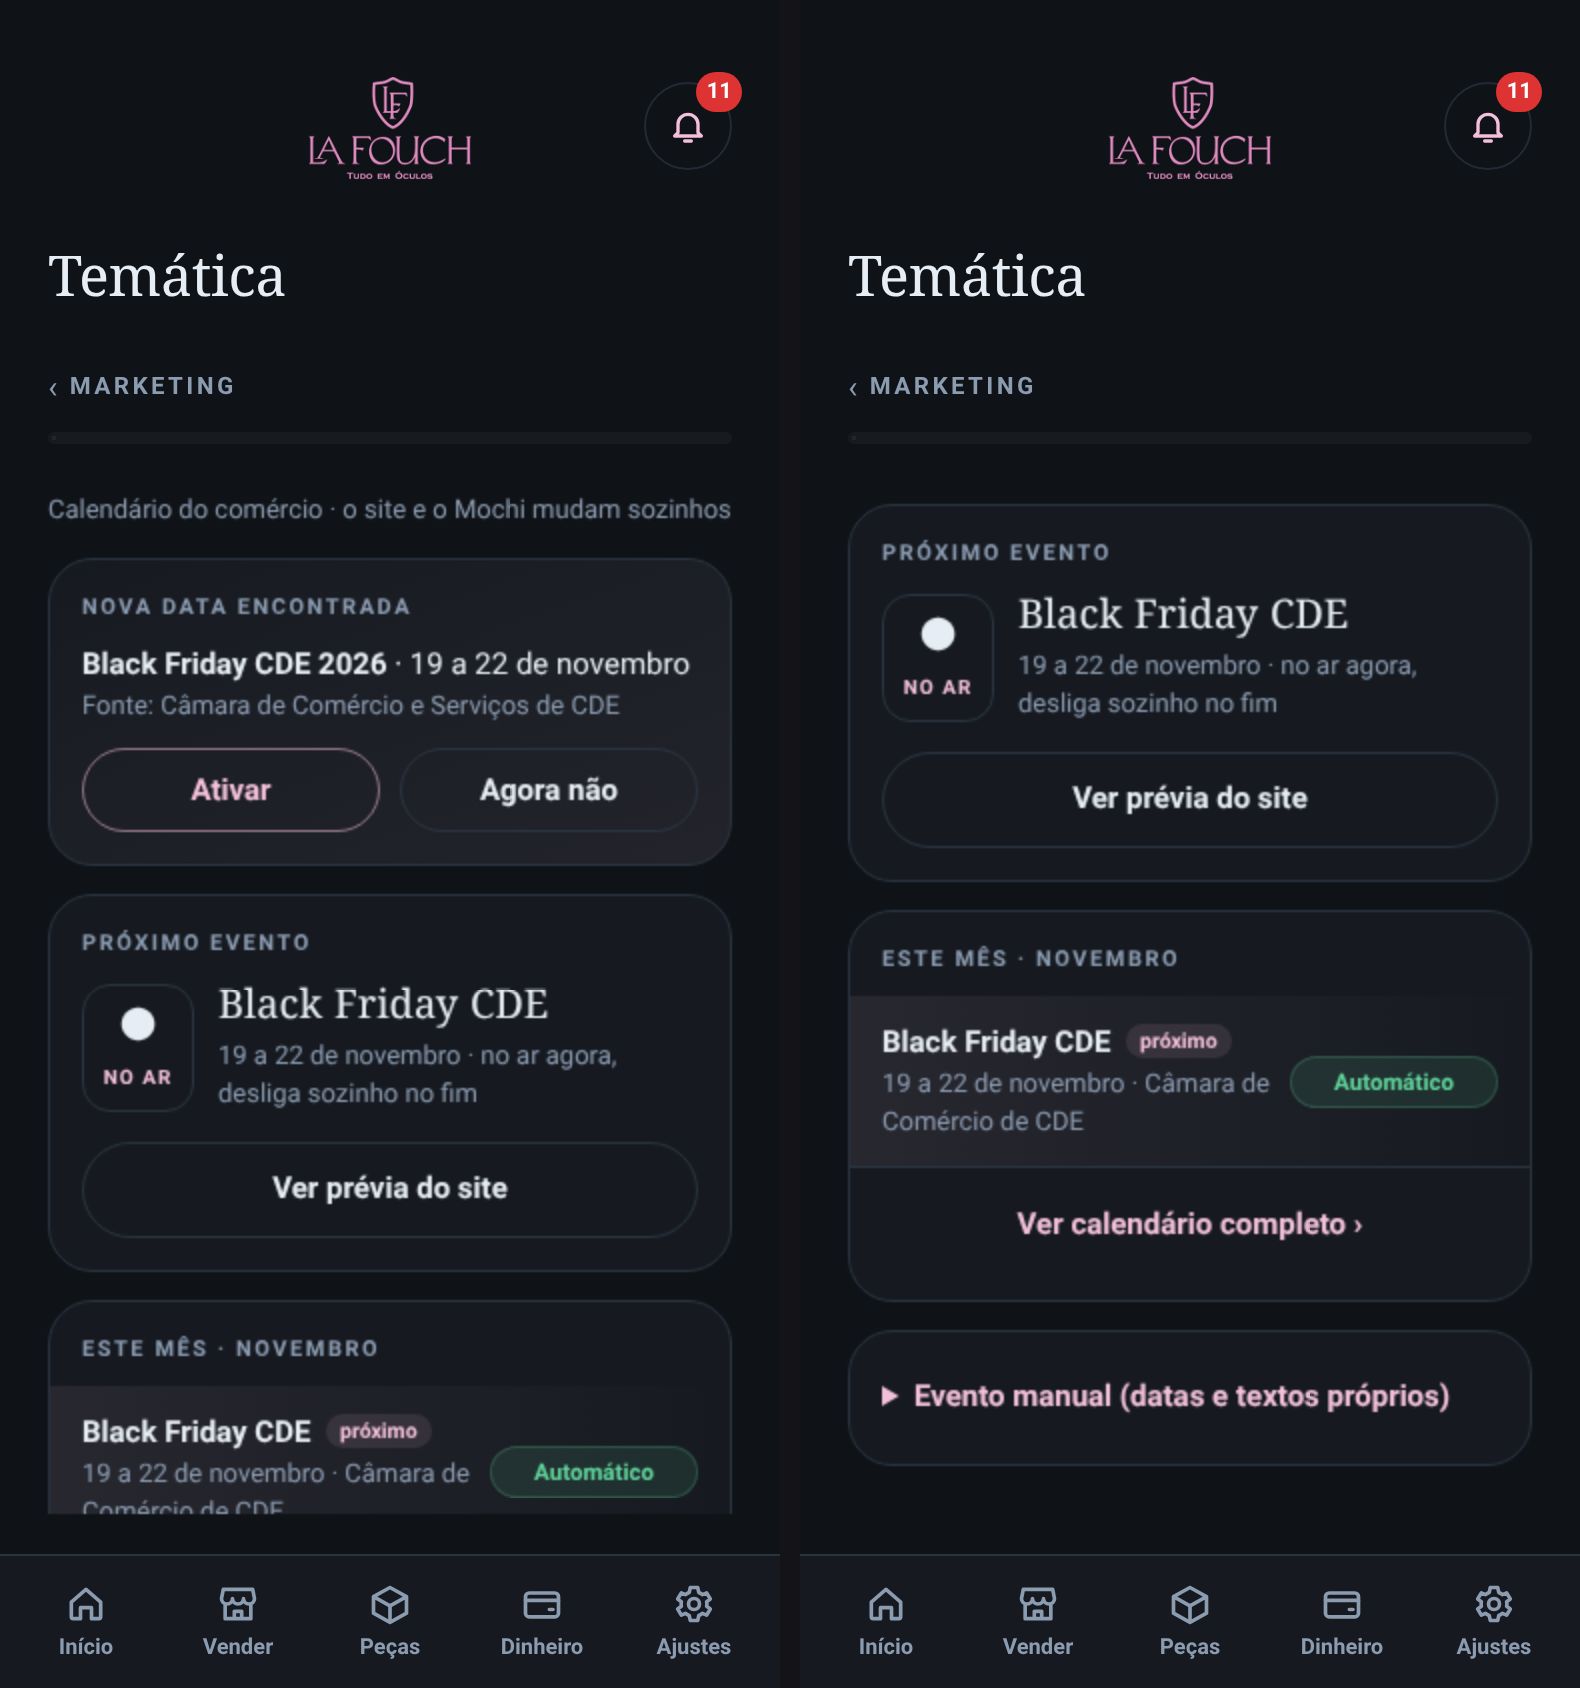 LF
LA FOUCH
TUDO EM ÓCULOS
11
Temática
‹ MARKETING
Calendário do comércio · o site e o Mochi mudam sozinhos
NOVA DATA ENCONTRADA
Black Friday CDE 2026 · 19 a 22 de novembro
Fonte: Câmara de Comércio e Serviços de CDE
Ativar
Agora não
PRÓXIMO EVENTO
NO AR
Black Friday CDE
19 a 22 de novembro · no ar agora,
desliga sozinho no fim
Ver prévia do site
ESTE MÊS · NOVEMBRO
Black Friday CDE próximo
19 a 22 de novembro · Câmara de
Comércio de CDE
Automático
Início
Vender
Peças
Dinheiro
Ajustes
LF
LA FOUCH
TUDO EM ÓCULOS
11
Temática
‹ MARKETING
PRÓXIMO EVENTO
NO AR
Black Friday CDE
19 a 22 de novembro · no ar agora,
desliga sozinho no fim
Ver prévia do site
ESTE MÊS · NOVEMBRO
Black Friday CDE próximo
19 a 22 de novembro · Câmara de
Comércio de CDE
Automático
Ver calendário completo ›
▶ Evento manual (datas e textos próprios)
Início
Vender
Peças
Dinheiro
Ajustes